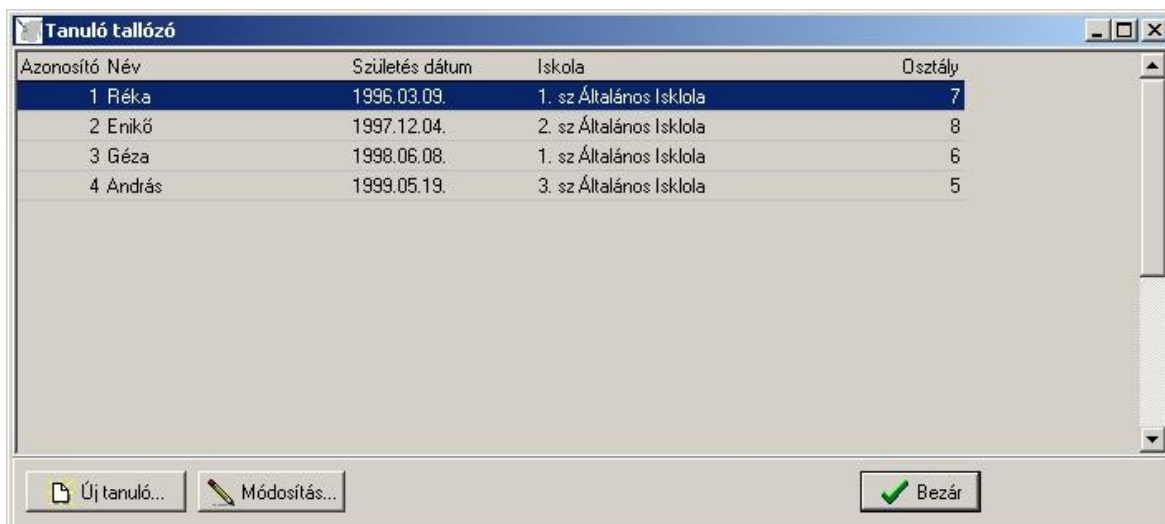 Tanuló tallózó
Azonosító Név Születés dátum Iskola Osztály
1 Réka 1996.03.09. 1. sz Általános Isklola 7
2 Enikő 1997.12.04. 2. sz Általános Isklola 8
3 Géza 1998.06.08. 1. sz Általános Isklola 6
4 András 1999.05.19. 3. sz Általános Isklola 5
Új tanuló... Módosítás... Bezár